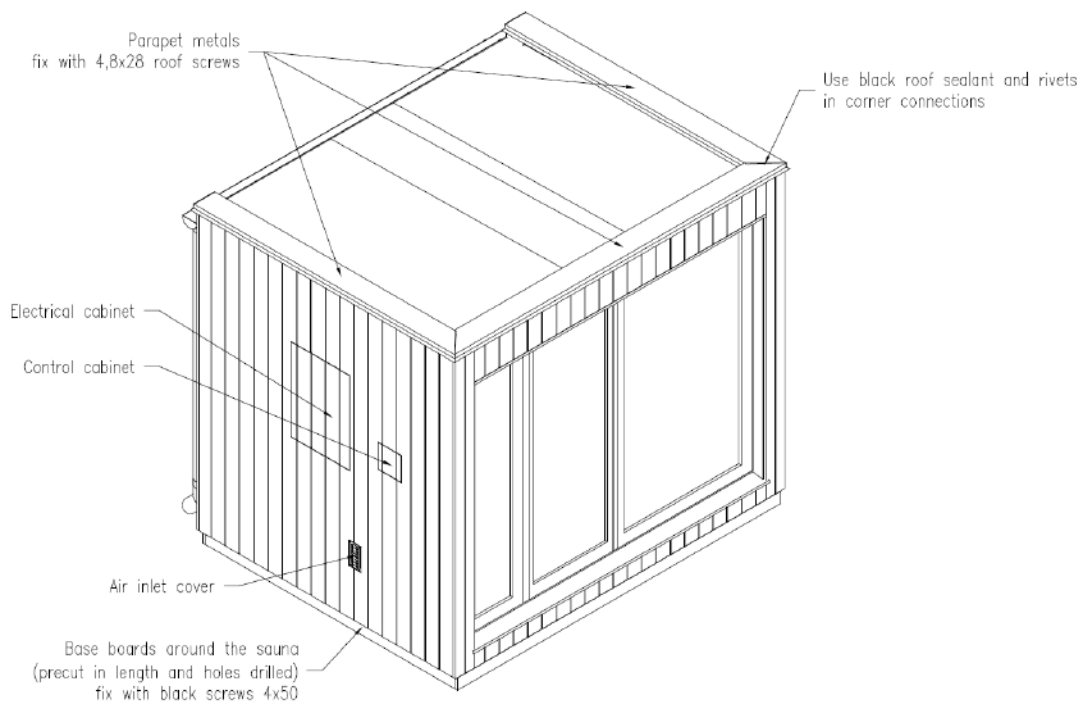 Parapet metals
fix with 4,8x28 roof screws
Use black roof sealant and rivets
in corner connections
Electrical cabinet
Control cabinet
Air inlet cover
Base boards around the sauna
(precut in length and holes drilled)
fix with black screws 4x50